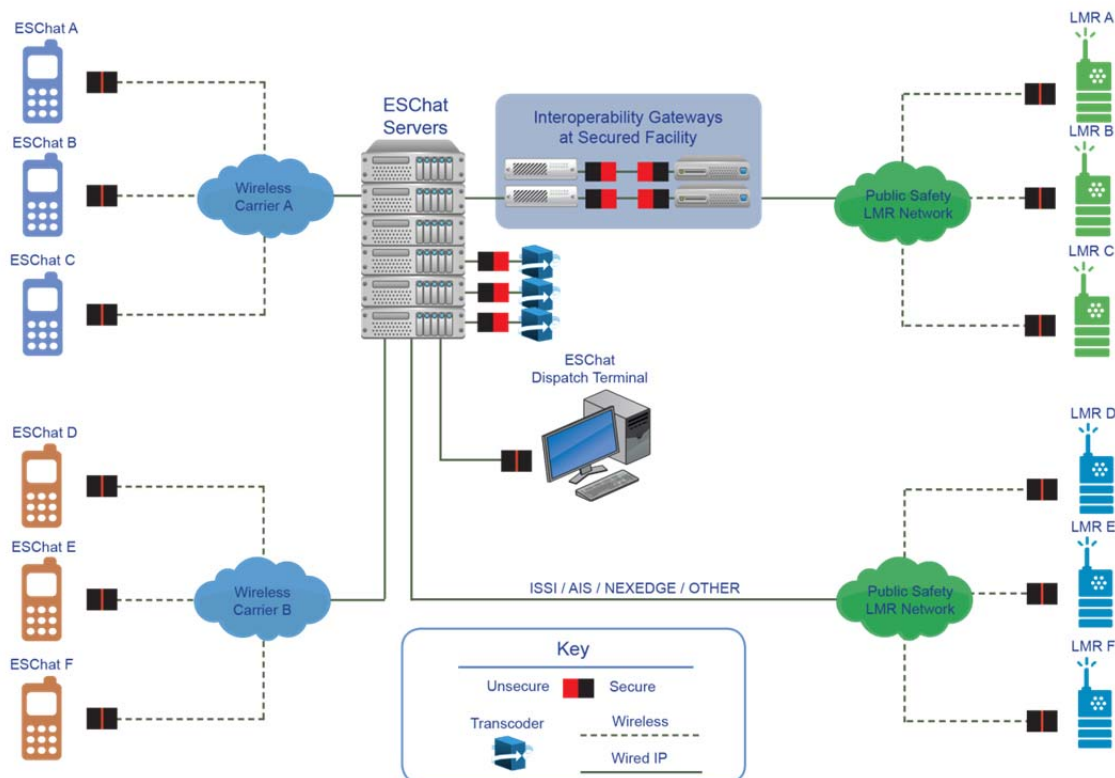 ESChat A
ESChat B
ESChat C
Wireless
Carrier A
ESChat
Servers
Interoperability Gateways
at Secured Facility
Public Safety
LMR Network
LMR A
LMR B
LMR C
ESChat
Dispatch Terminal
ESChat D
ESChat E
ESChat F
Wireless
Carrier B
ISSI / AIS / NEXEDGE / OTHER
Public Safety
LMR Network
LMR D
LMR E
LMR F
Key
Unsecure
Secure
Transcoder
Wireless
Wired IP